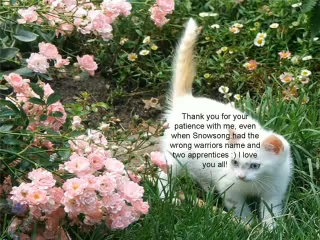 Thank you for your
patience with me, even
when Snowsong had the
wrong warriors name and
two apprentices :) I love
you all!